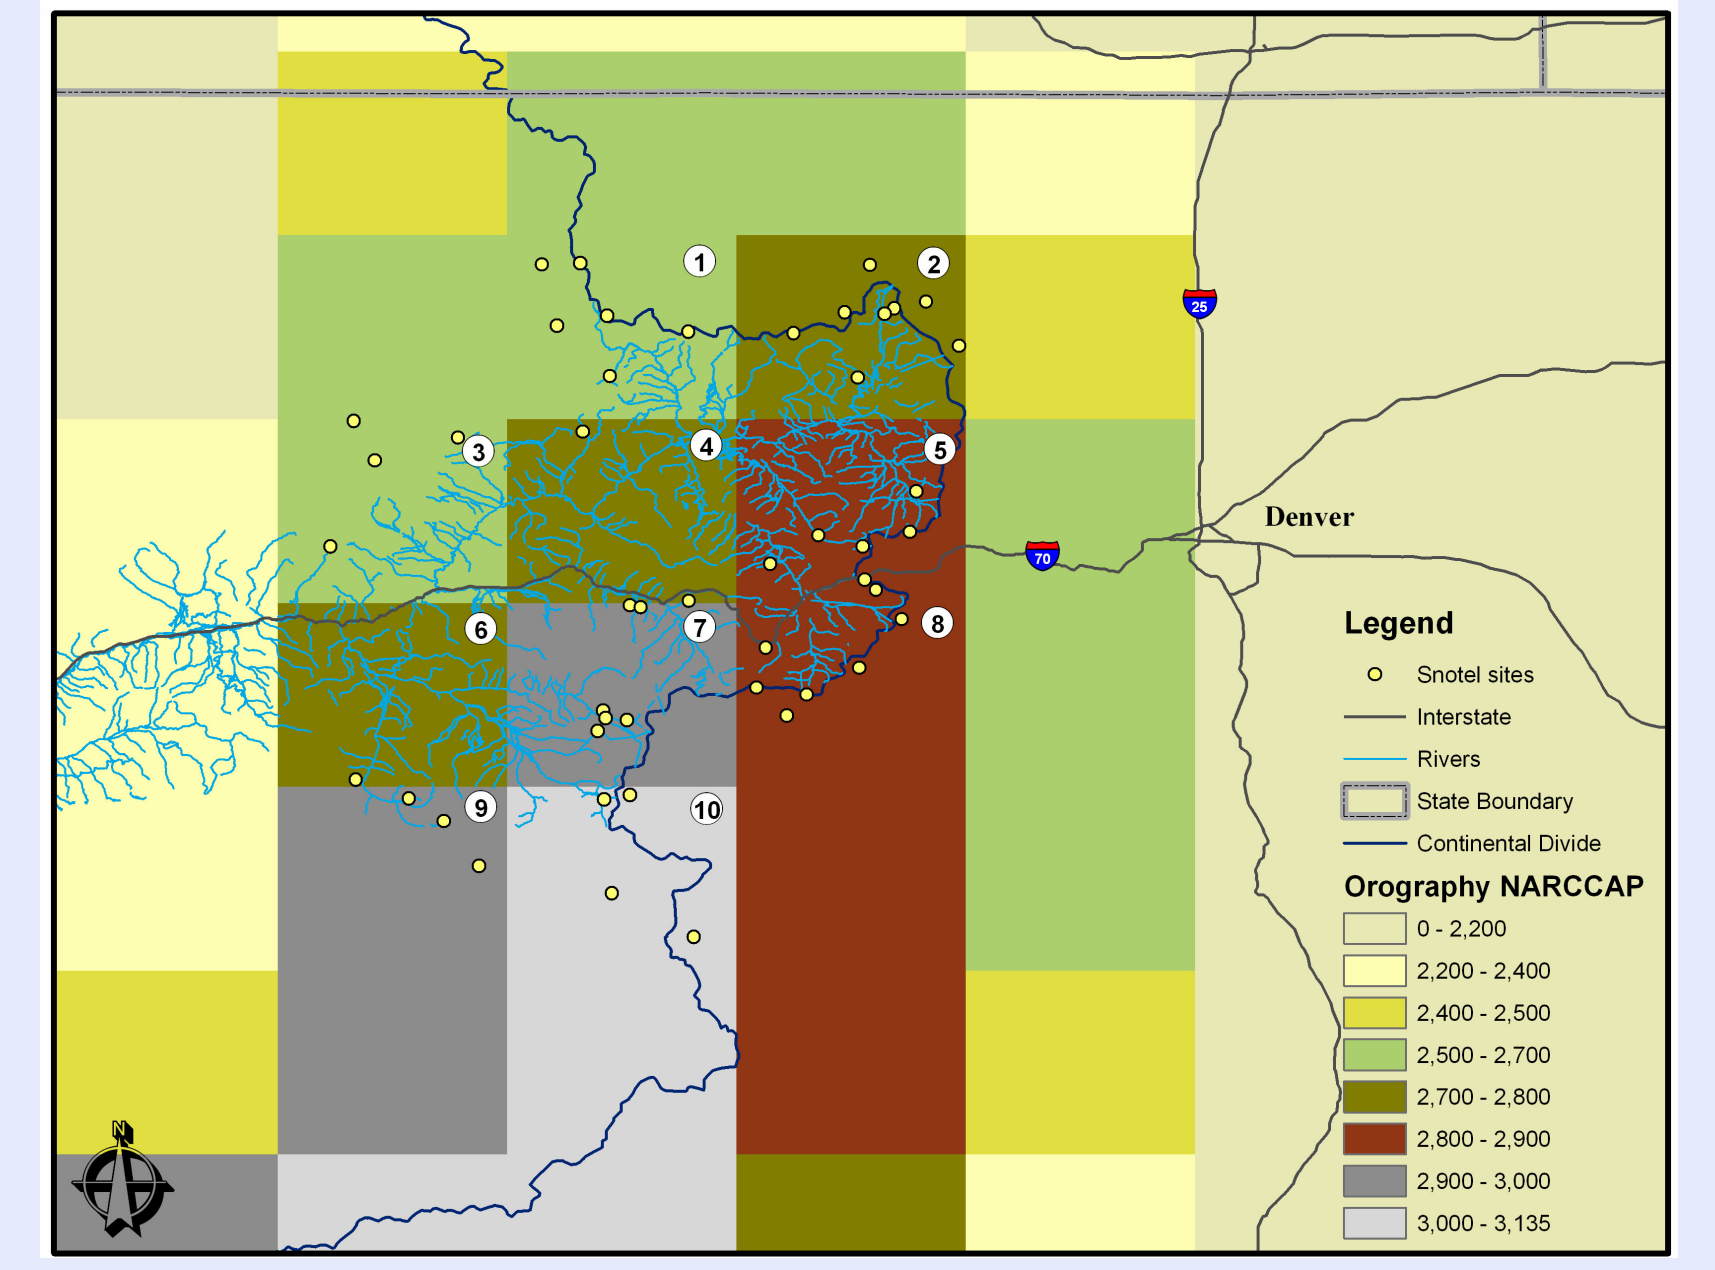 1
2
25
3
4
5
Denver
70
6
7
8
Legend
Snotel sites
Interstate
Rivers
9
10
State Boundary
Continental Divide
Orography NARCCAP
0 - 2,200
2,200 - 2,400
2,400 - 2,500
2,500 - 2,700
2,700 - 2,800
2,800 - 2,900
2,900 - 3,000
3,000 - 3,135
N